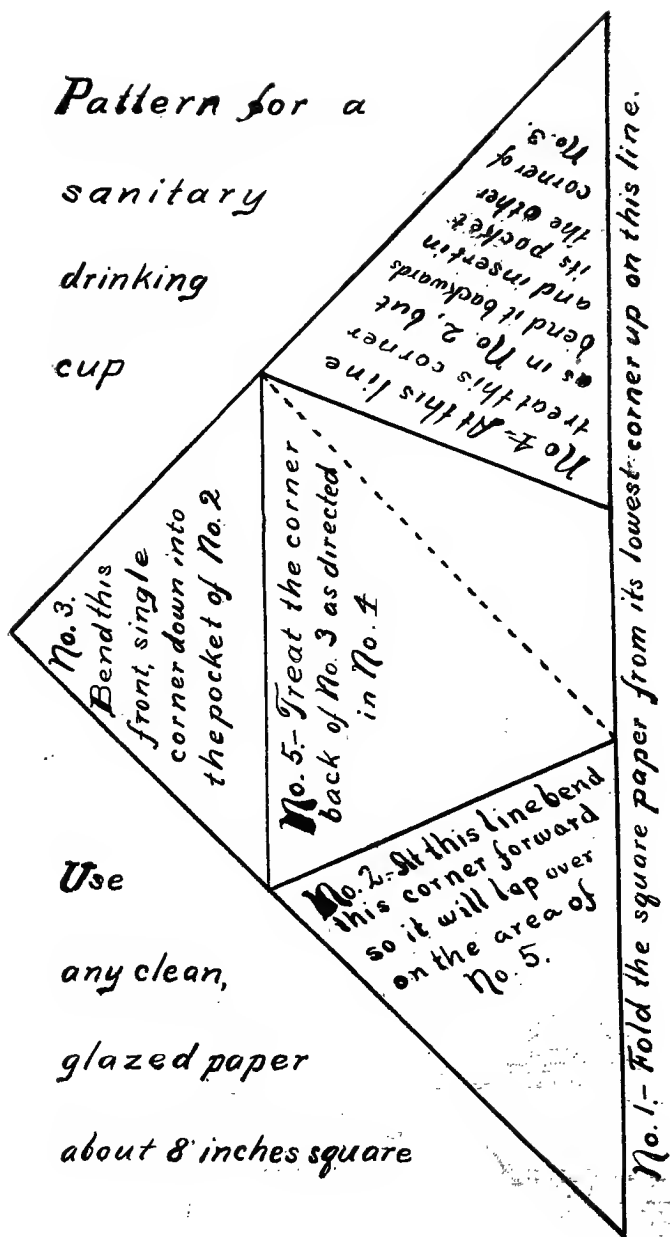 Pattern for a
sanitary
drinking
cup
No. 1.- Fold the square paper from its lowest corner up on this line.
No. 2.- At this line bend
this corner forward
so it will lap over
on the area of
No. 5.
No. 3.
Bend this
front, single
corner down into
the pocket of No. 2
No 4- At this line
treat this corner
as in No. 2, but
bend it backwards
and insert in
its pocket
the other
corner of
No. 3.
No. 5.- Treat the corner
back of No. 3 as directed
in No. 4
Use
any clean,
glazed paper
about 8 inches square